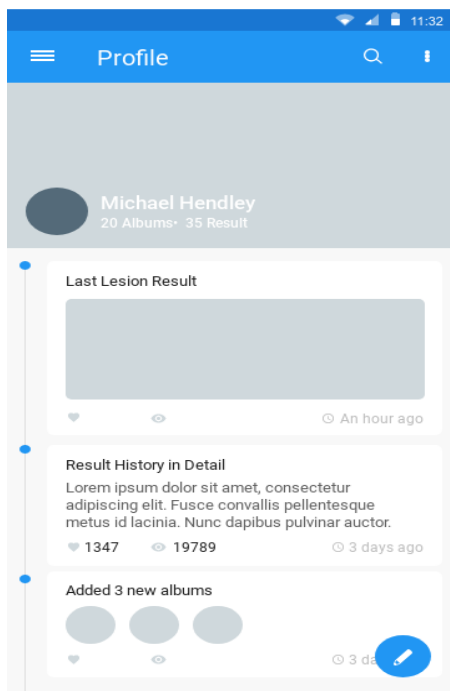 11:32
Profile
Michael Hendley
20 Albums· 35 Result
Last Lesion Result
An hour ago
Result History in Detail
Lorem ipsum dolor sit amet, consectetur
adipiscing elit. Fusce convallis pellentesque
metus id lacinia. Nunc dapibus pulvinar auctor.
1347 19789 3 days ago
Added 3 new albums
3